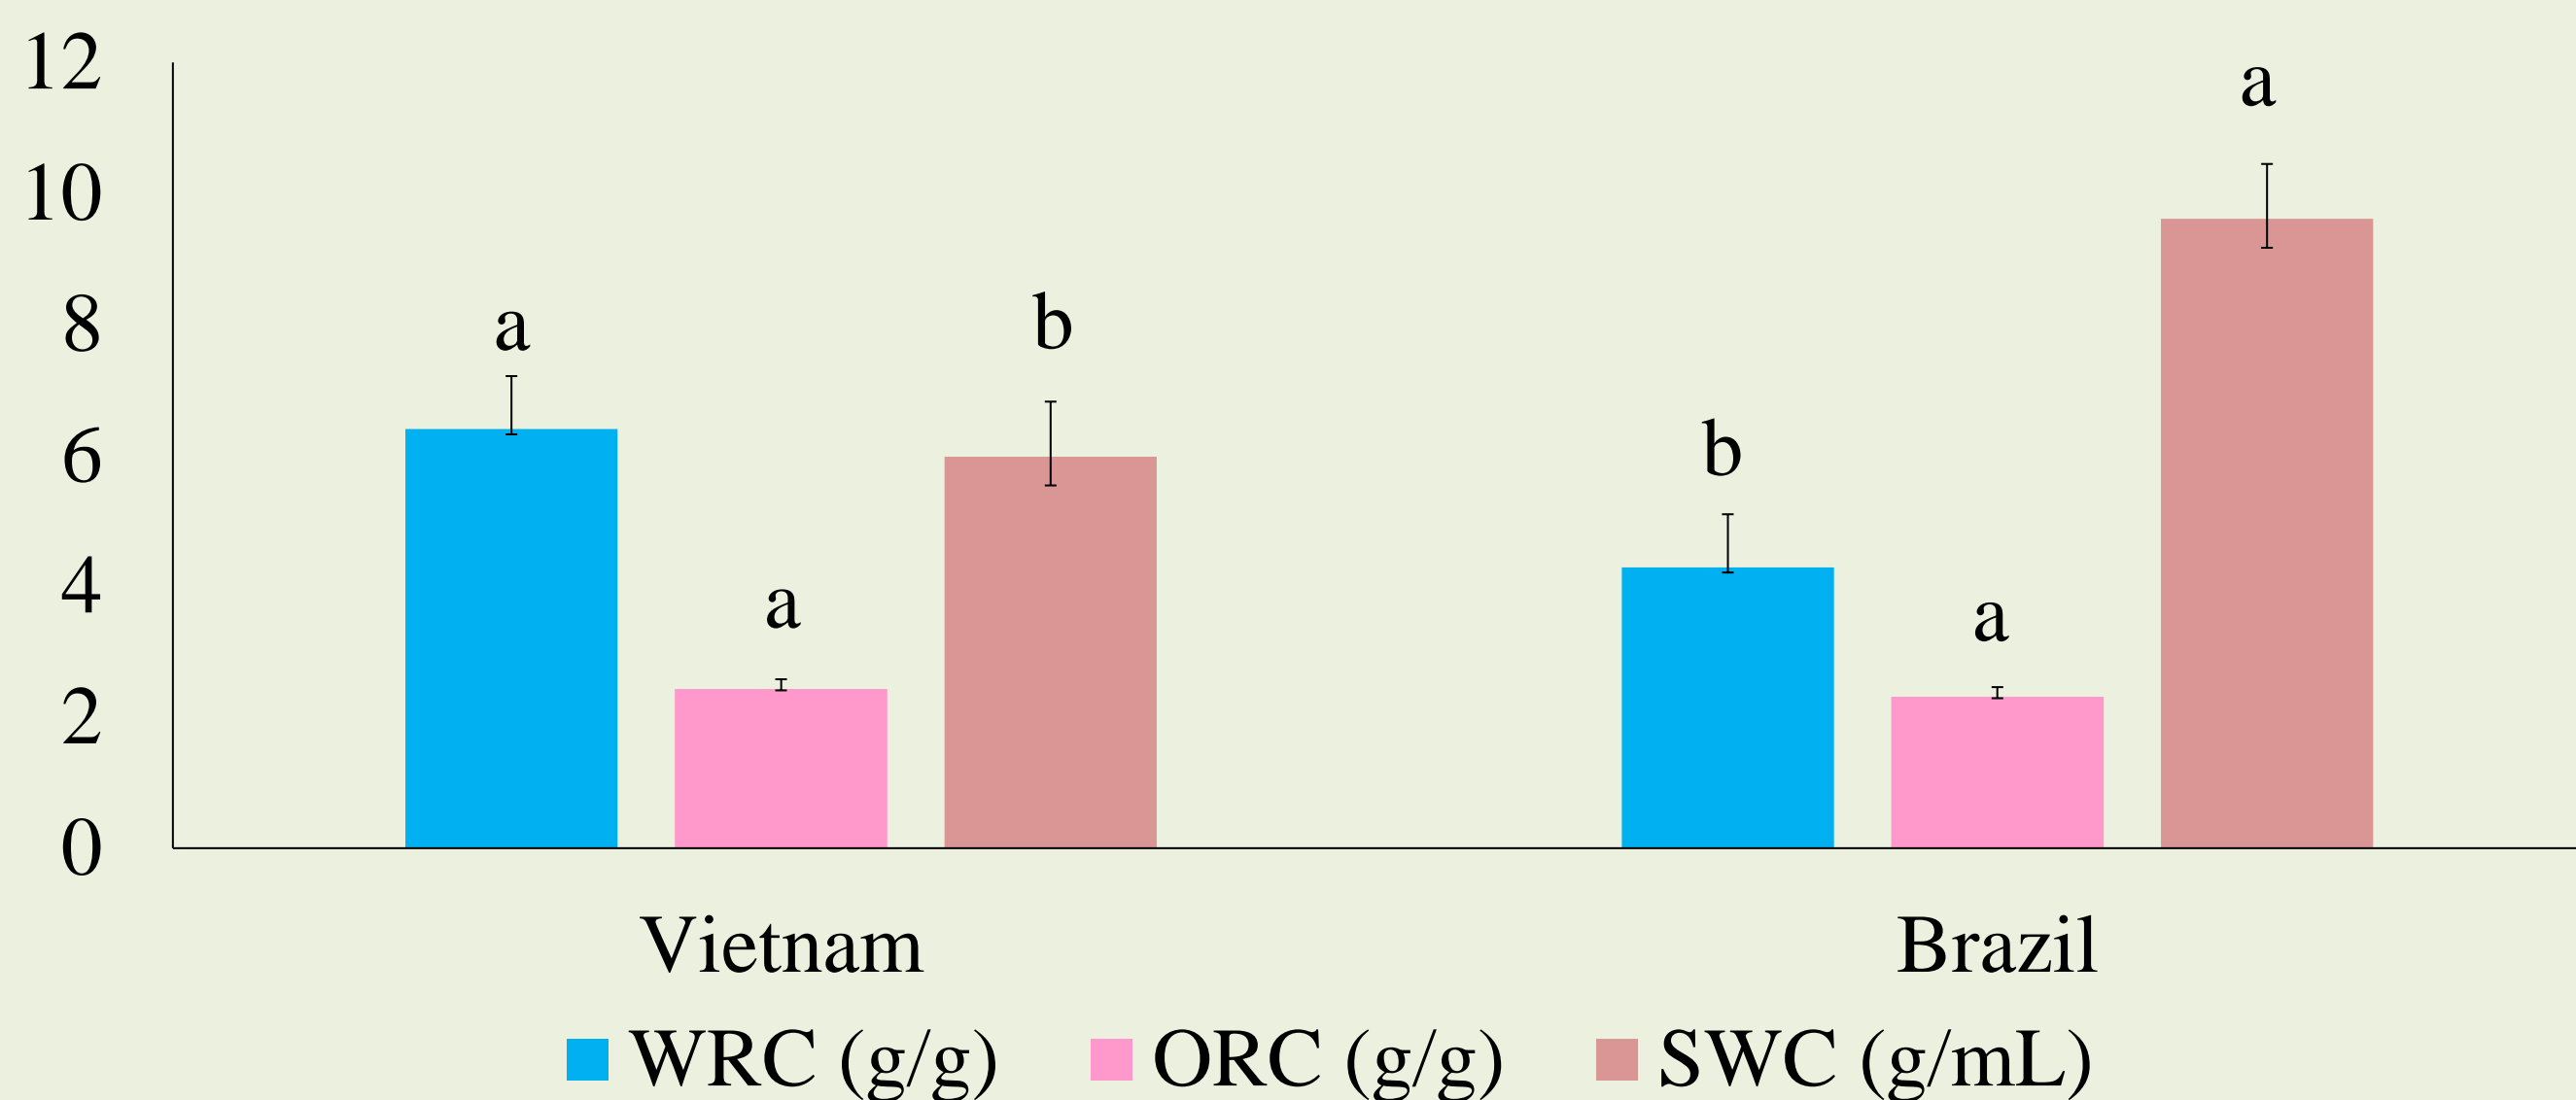 12
10
8
6
4
2
0
a
a
b
b
a
a
Vietnam
Brazil
WRC (g/g)
ORC (g/g)
SWC (g/mL)